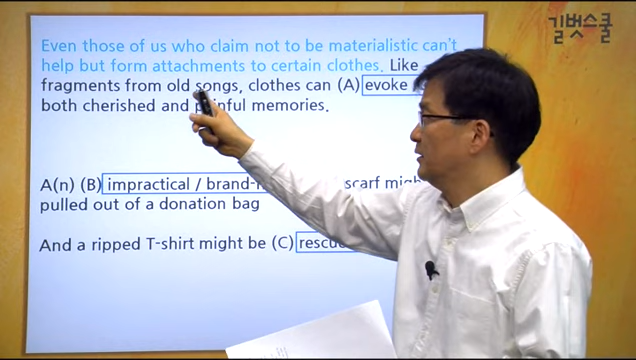 길벗스쿨
Even those of us who claim not to be materialistic can't
help but form attachments to certain clothes. Like
fragments from old songs, clothes can (A) evoke
both cherished and painful memories.
A(n) (B) impractical / brand- scarf might
pulled out of a donation bag
And a ripped T-shirt might be (C) rescue